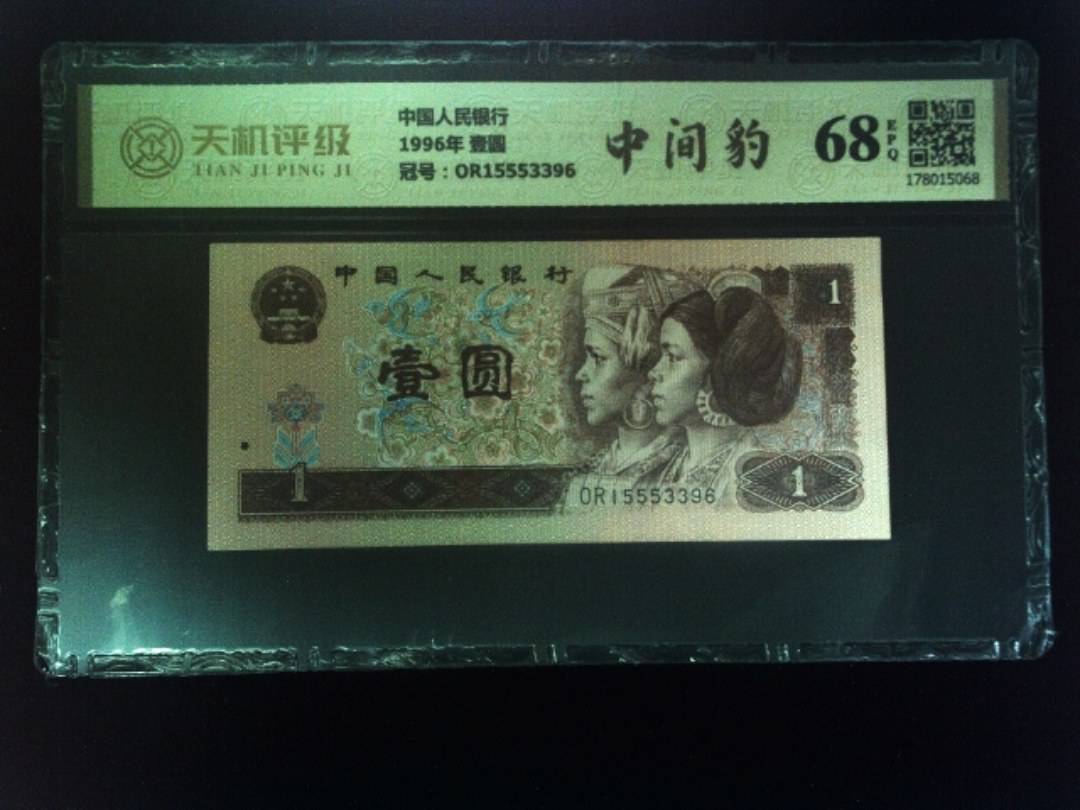 天机评级
TIAN JI PING JI
中国人民银行
1996年 壹圆
冠号：OR15553396
中间豹
68
EPQ
178015068
中国人民银行
1
壹圆
1
OR15553396
1